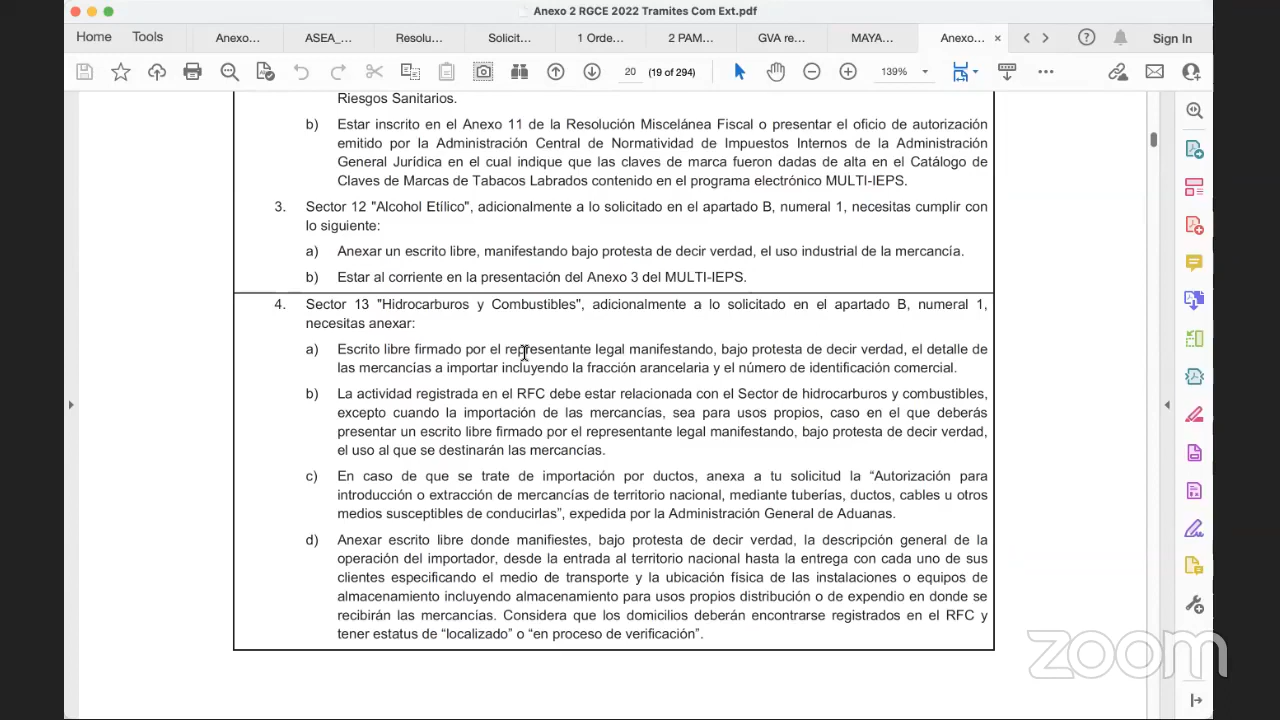 Anexo 2 RGCE 2022 Tramites Com Ext.pdf
Home Tools Anexo... ASEA_... Resolu... Solicit... 1 Orde... 2 PAM... GVA re... MAYA... Anexo... × Sign In
20 (19 of 294) 139%
Riesgos Sanitarios.
b) Estar inscrito en el Anexo 11 de la Resolución Miscelánea Fiscal o presentar el oficio de autorización
emitido por la Administración Central de Normatividad de Impuestos Internos de la Administración
General Jurídica en el cual indique que las claves de marca fueron dadas de alta en el Catálogo de
Claves de Marcas de Tabacos Labrados contenido en el programa electrónico MULTI-IEPS.
3. Sector 12 "Alcohol Etílico", adicionalmente a lo solicitado en el apartado B, numeral 1, necesitas cumplir con
lo siguiente:
a) Anexar un escrito libre, manifestando bajo protesta de decir verdad, el uso industrial de la mercancía.
b) Estar al corriente en la presentación del Anexo 3 del MULTI-IEPS.
4. Sector 13 "Hidrocarburos y Combustibles", adicionalmente a lo solicitado en el apartado B, numeral 1,
necesitas anexar:
a) Escrito libre firmado por el representante legal manifestando, bajo protesta de decir verdad, el detalle de
las mercancías a importar incluyendo la fracción arancelaria y el número de identificación comercial.
b) La actividad registrada en el RFC debe estar relacionada con el Sector de hidrocarburos y combustibles,
excepto cuando la importación de las mercancías, sea para usos propios, caso en el que deberás
presentar un escrito libre firmado por el representante legal manifestando, bajo protesta de decir verdad,
el uso al que se destinarán las mercancías.
c) En caso de que se trate de importación por ductos, anexa a tu solicitud la “Autorización para
introducción o extracción de mercancías de territorio nacional, mediante tuberías, ductos, cables u otros
medios susceptibles de conducirlas”, expedida por la Administración General de Aduanas.
d) Anexar escrito libre donde manifiestes, bajo protesta de decir verdad, la descripción general de la
operación del importador, desde la entrada al territorio nacional hasta la entrega con cada uno de sus
clientes especificando el medio de transporte y la ubicación física de las instalaciones o equipos de
almacenamiento incluyendo almacenamiento para usos propios distribución o de expendio en donde se
recibirán las mercancías. Considera que los domicilios deberán encontrarse registrados en el RFC y
tener estatus de “localizado” o “en proceso de verificación”.
zoom